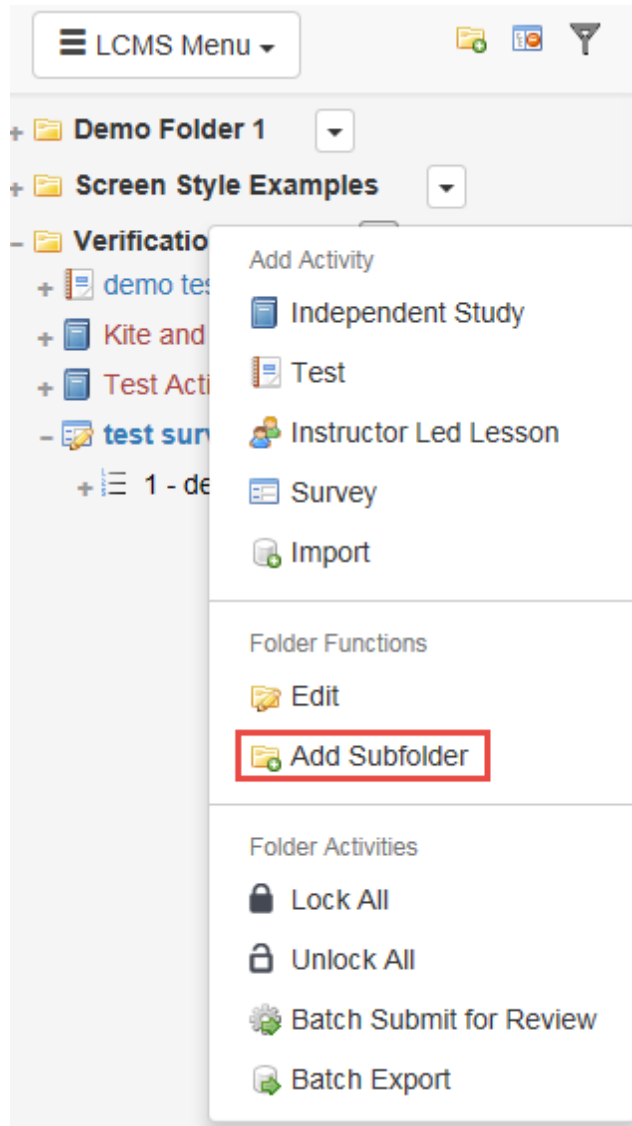 LCMS Menu
Demo Folder 1
Screen Style Examples
Verificatio
Add Activity
demo tes
Independent Study
Kite and
Test Acti
Test
test surv
Instructor Led Lesson
1 - de
Survey
Import
Folder Functions
Edit
Add Subfolder
Folder Activities
Lock All
Unlock All
Batch Submit for Review
Batch Export